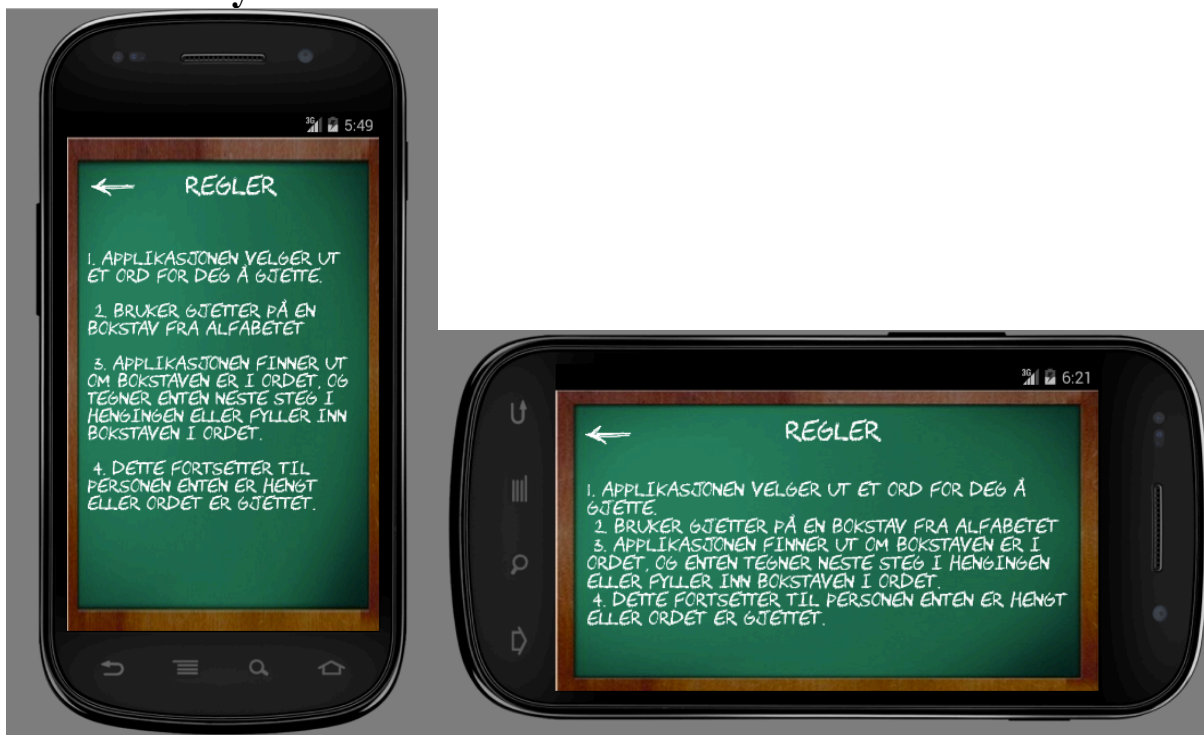 5:49
REGLER
1. APPLIKASJONEN VELGER UT
ET ORD FOR DEG Å GJETTE.
2. BRUKER GJETTER PÅ EN
BOKSTAV FRA ALFABETET
3. APPLIKASJONEN FINNER UT
OM BOKSTAVEN ER I ORDET, OG
TEGNER ENTEN NESTE STEG I
HENGINGEN ELLER FYLLER INN
BOKSTAVEN I ORDET.
4. DETTE FORTSETTER TIL
PERSONEN ENTEN ER HENGT
ELLER ORDET ER GJETTET.
3G 6:21
REGLER
1. APPLIKASJONEN VELGER UT ET ORD FOR DEG Å
GJETTE.
2. BRUKER GJETTER PÅ EN BOKSTAV FRA ALFABETET
3. APPLIKASJONEN FINNER UT OM BOKSTAVEN ER I
ORDET, OG ENTEN TEGNER NESTE STEG I HENGINGEN
ELLER FYLLER INN BOKSTAVEN I ORDET.
4. DETTE FORTSETTER TIL PERSONEN ENTEN ER HENGT
ELLER ORDET ER GJETTET.